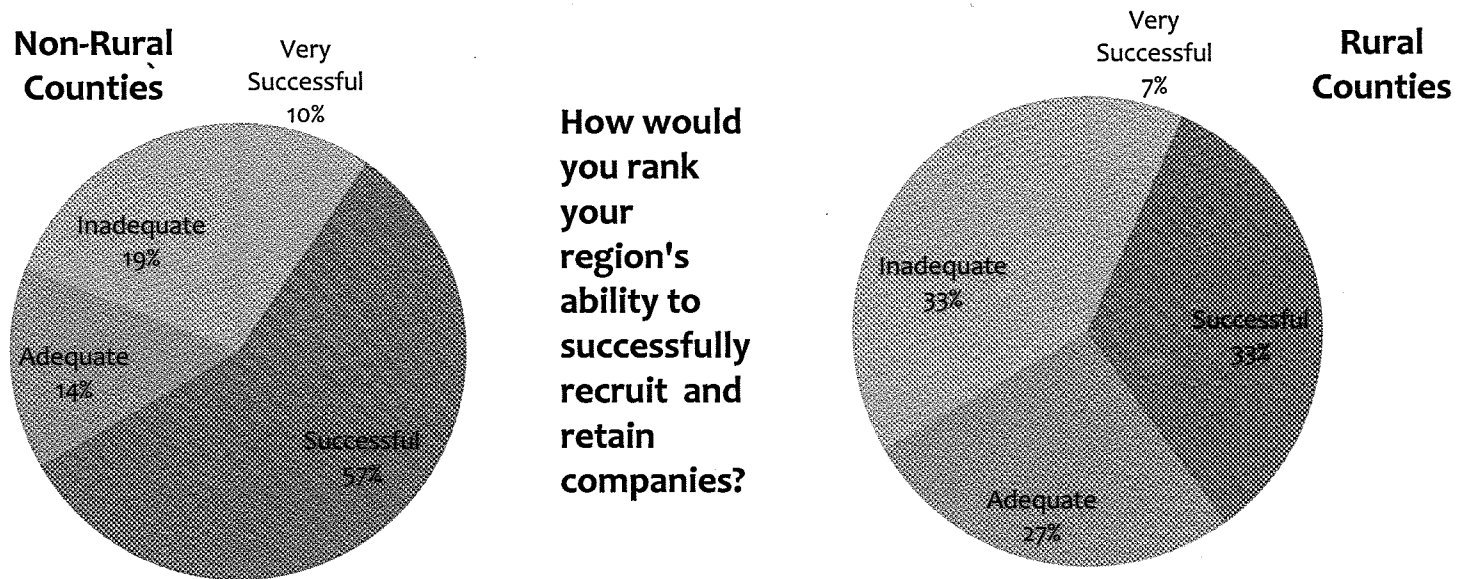 Non-Rural
Counties
Very
Successful
10%
Inadequate
19%
Adequate
14%
Successful
57%
How would
you rank
your
region's
ability to
successfully
recruit and
retain
companies?
Rural
Counties
Very
Successful
7%
Inadequate
33%
Successful
33%
Adequate
27%